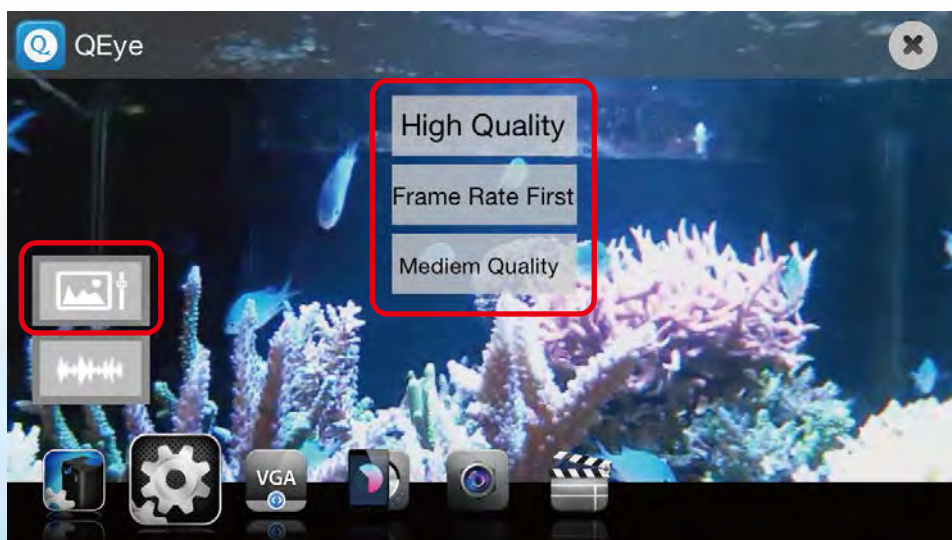 QEye
High Quality
Frame Rate First
Mediem Quality
VGA